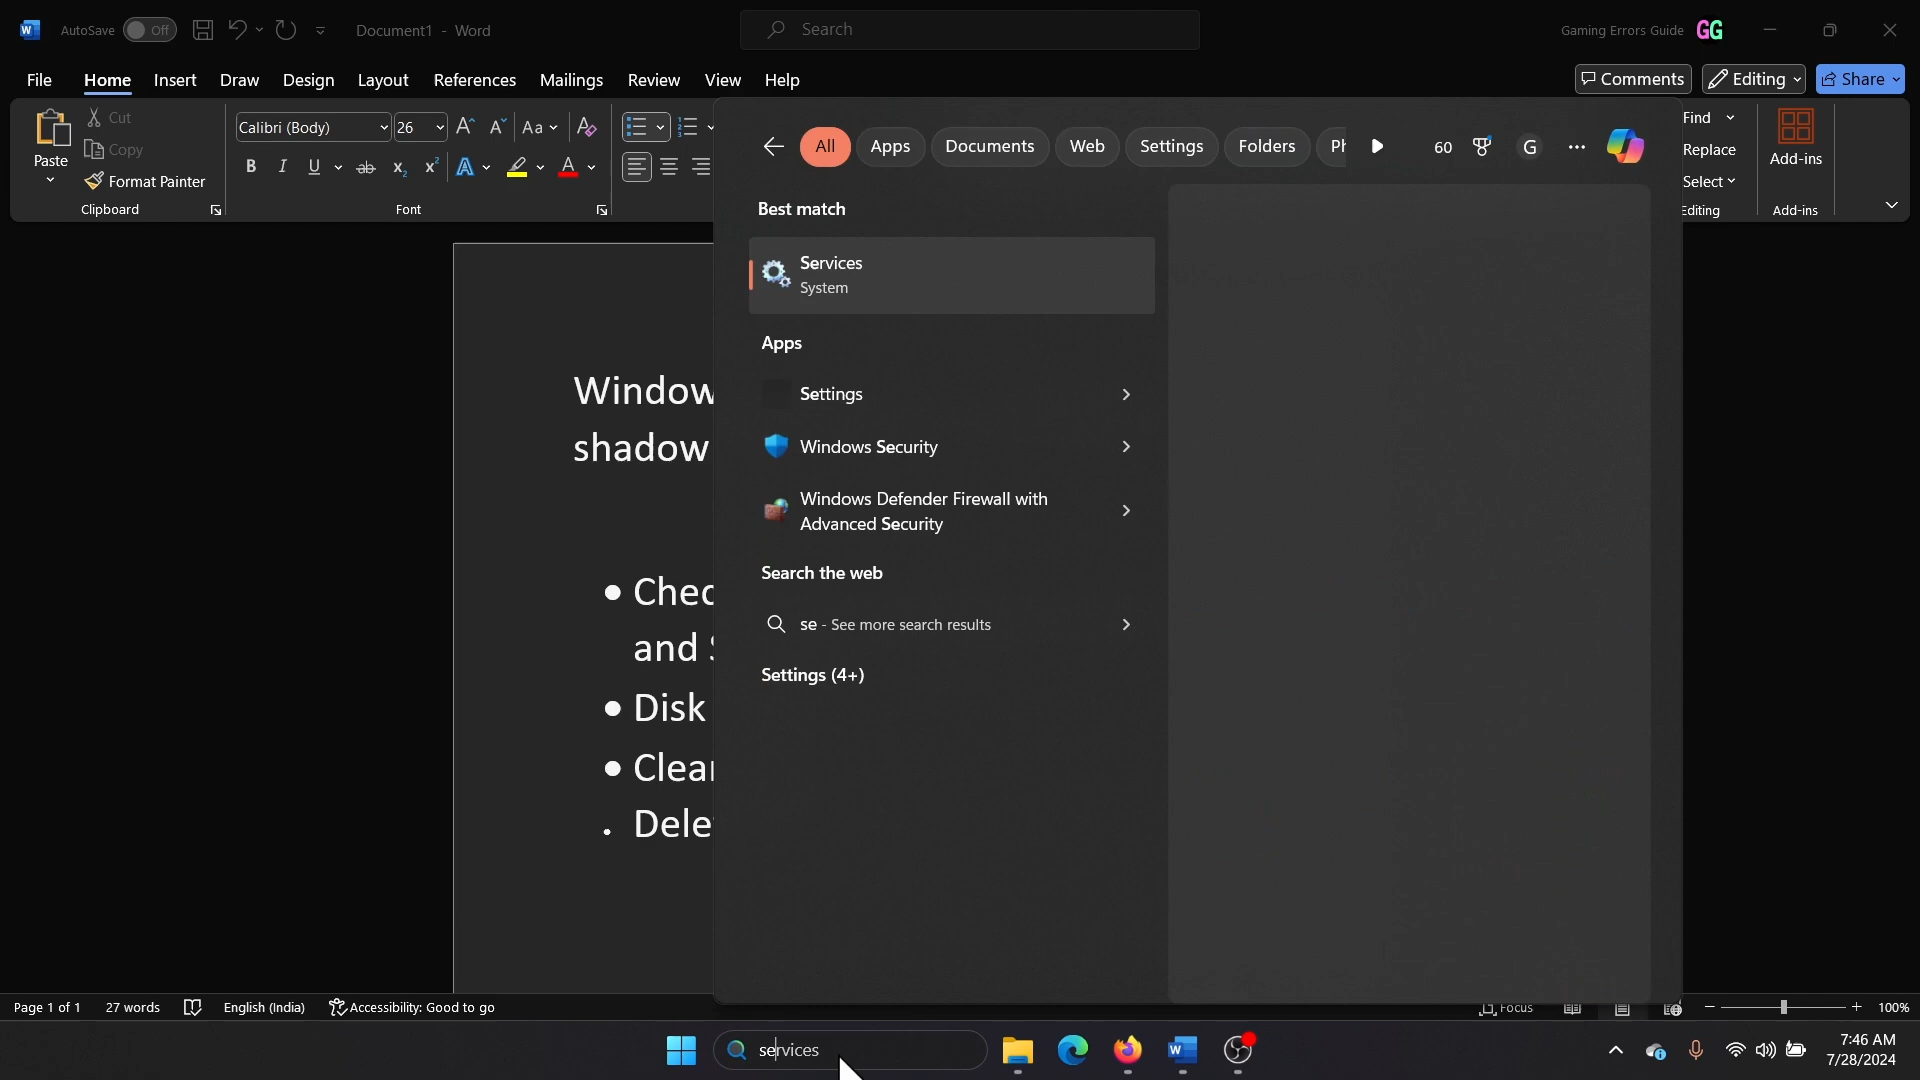 AutoSave Off Document1 - Word Search Gaming Errors Guide GG
File Home Insert Draw Design Layout References Mailings Review View Help Comments Editing Share
Paste Cut Copy Format Painter Clipboard
Calibri (Body) 26 Aa
B I U ab x₂ x² A A
Font
Find
Replace
Select
Editing
Add-ins
Add-ins
All Apps Documents Web Settings Folders 60 G
Best match
Services
System
Apps
Settings
Windows Security
Windows Defender Firewall with
Advanced Security
Search the web
se - See more search results
Settings (4+)
Window
shadow
• Chec
and S
• Disk
• Clea
• Dele
Page 1 of 1 27 words English (India) Accessibility: Good to go Focus 100%
services
7:46 AM
7/28/2024